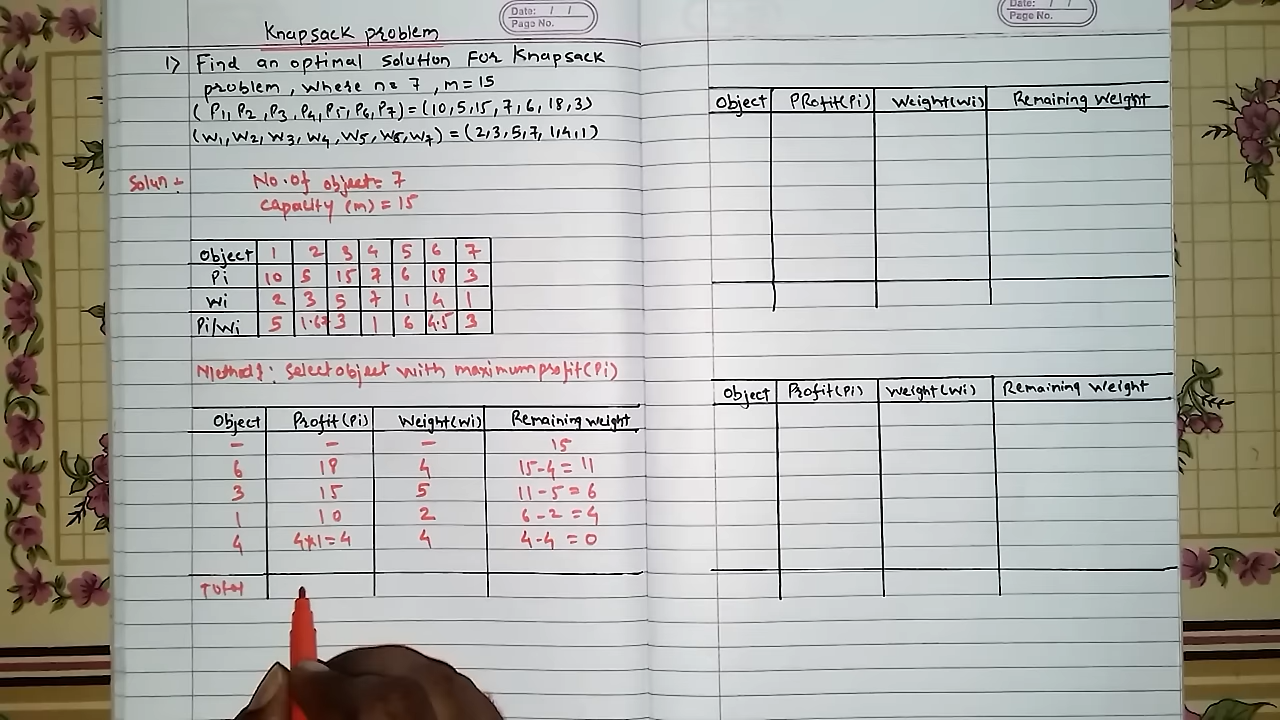 Date: / /
Page No.
Knapsack problem
1) Find an optimal solution For Knapsack
problem, where n=7, m=15
(P1, P2, P3, P4, P5, P6, P7) = (10,5,15,7,6,18,3)
(w1, w2, w3, w4, w5, w6, w7) = (2,3,5,7,1,4,1)
Solun:-
No. of object= 7
capacity (m) = 15
Object 1 2 3 4 5 6 7
Pi 10 5 15 7 6 18 3
Wi 2 3 5 7 1 4 1
Pi/wi 5 1.67 3 1 6 4.5 3
Method1: Select object with maximum profit(Pi)
Object Profit(Pi) Weight(wi) Remaining weight
- - - 15
6 18 4 15-4=11
3 15 5 11-5=6
1 10 2 6-2=4
4 4*1=4 4 4-4=0
Total
Date: / /
Page No.
Object PRofit(Pi) Weight(Wi) Remaining Weight
Object Profit(Pi) Weight(Wi) Remaining Weight